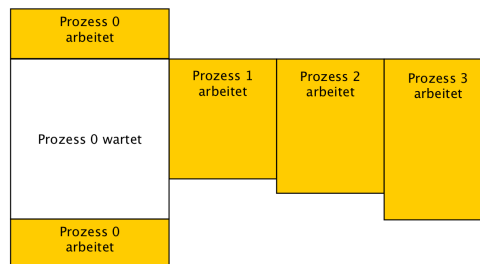 Prozess 0
arbeitet
Prozess 1
arbeitet
Prozess 2
arbeitet
Prozess 3
arbeitet
Prozess 0 wartet
Prozess 0
arbeitet